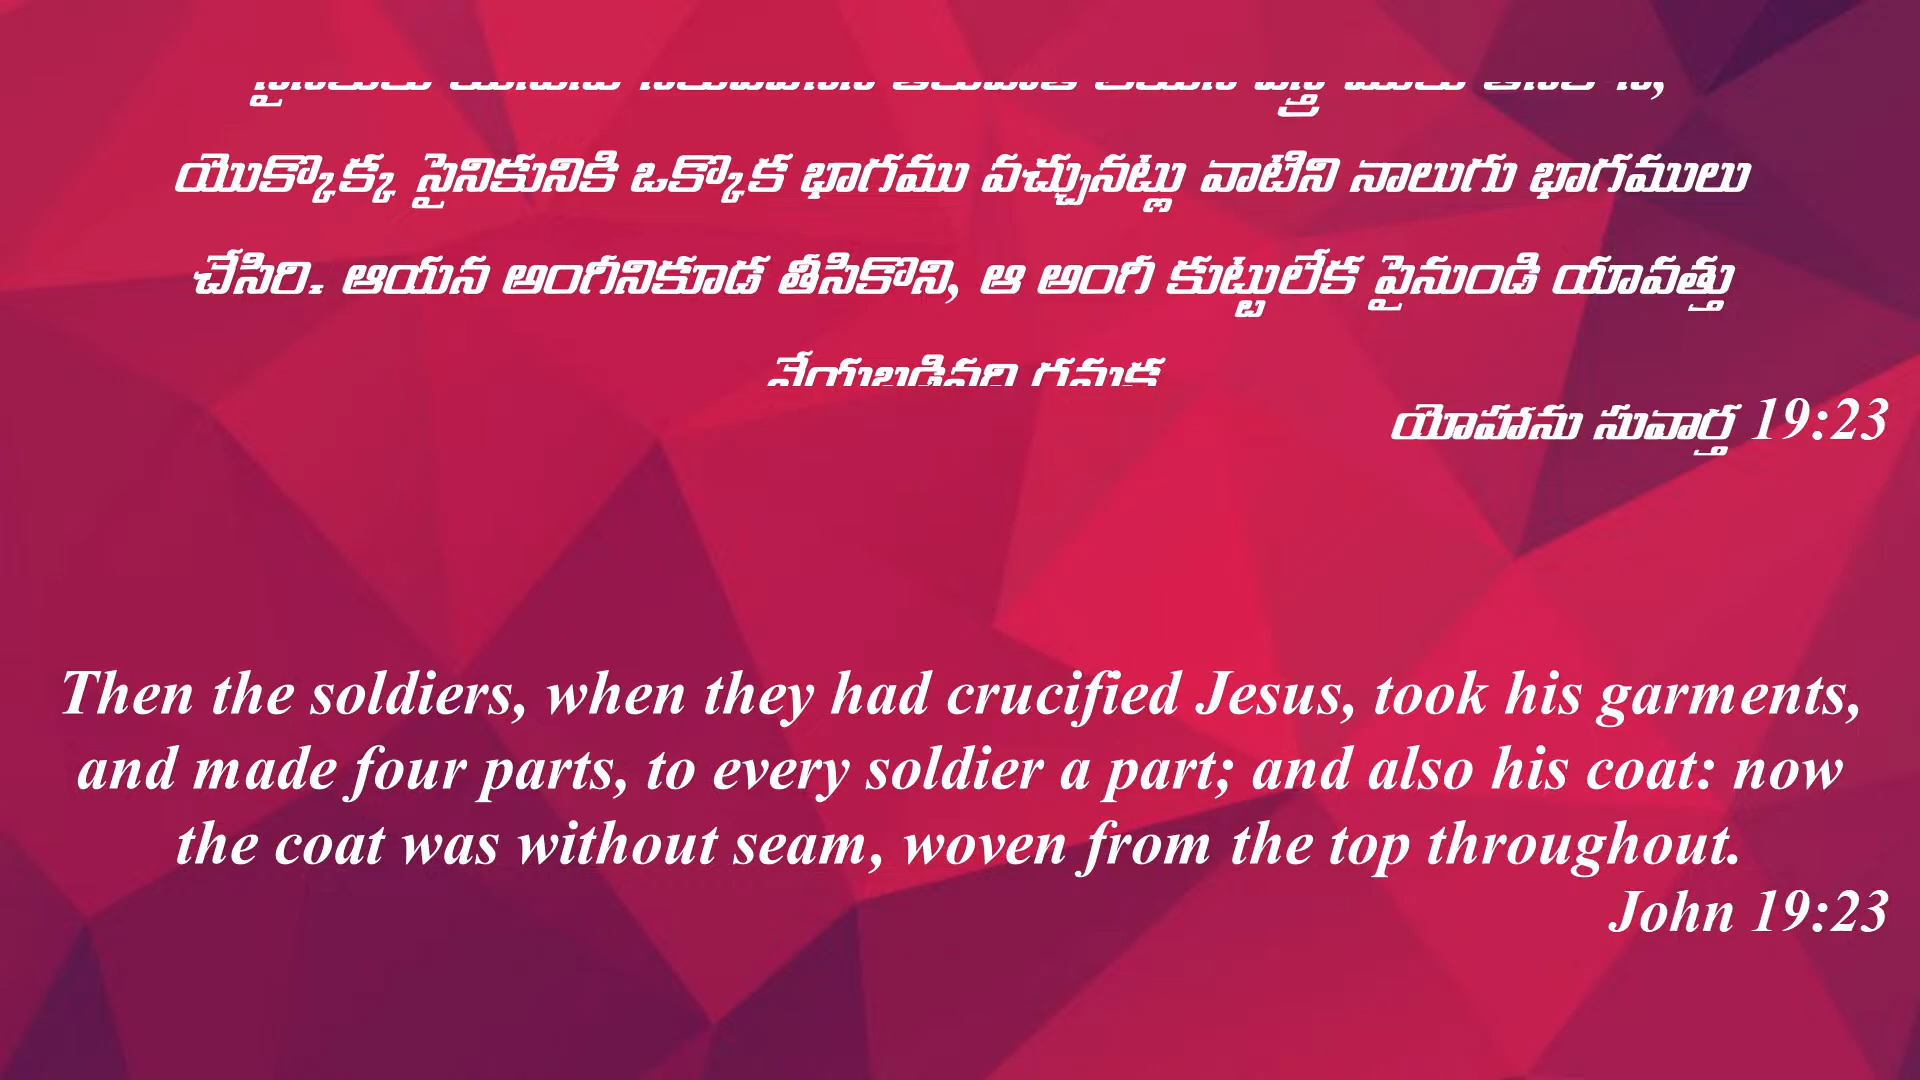 యొక్కొక్క సైనికునికి ఒక్కొక భాగము వచ్చునట్లు వాటిని నాలుగు భాగములు
చేసిరి. ఆయన అంగీనికూడ తీసికొని, ఆ అంగీ కుట్టులేక పైనుండి యావత్తు
యోహాను సువార్త 19:23
Then the soldiers, when they had crucified Jesus, took his garments,
and made four parts, to every soldier a part; and also his coat: now
the coat was without seam, woven from the top throughout.
John 19:23